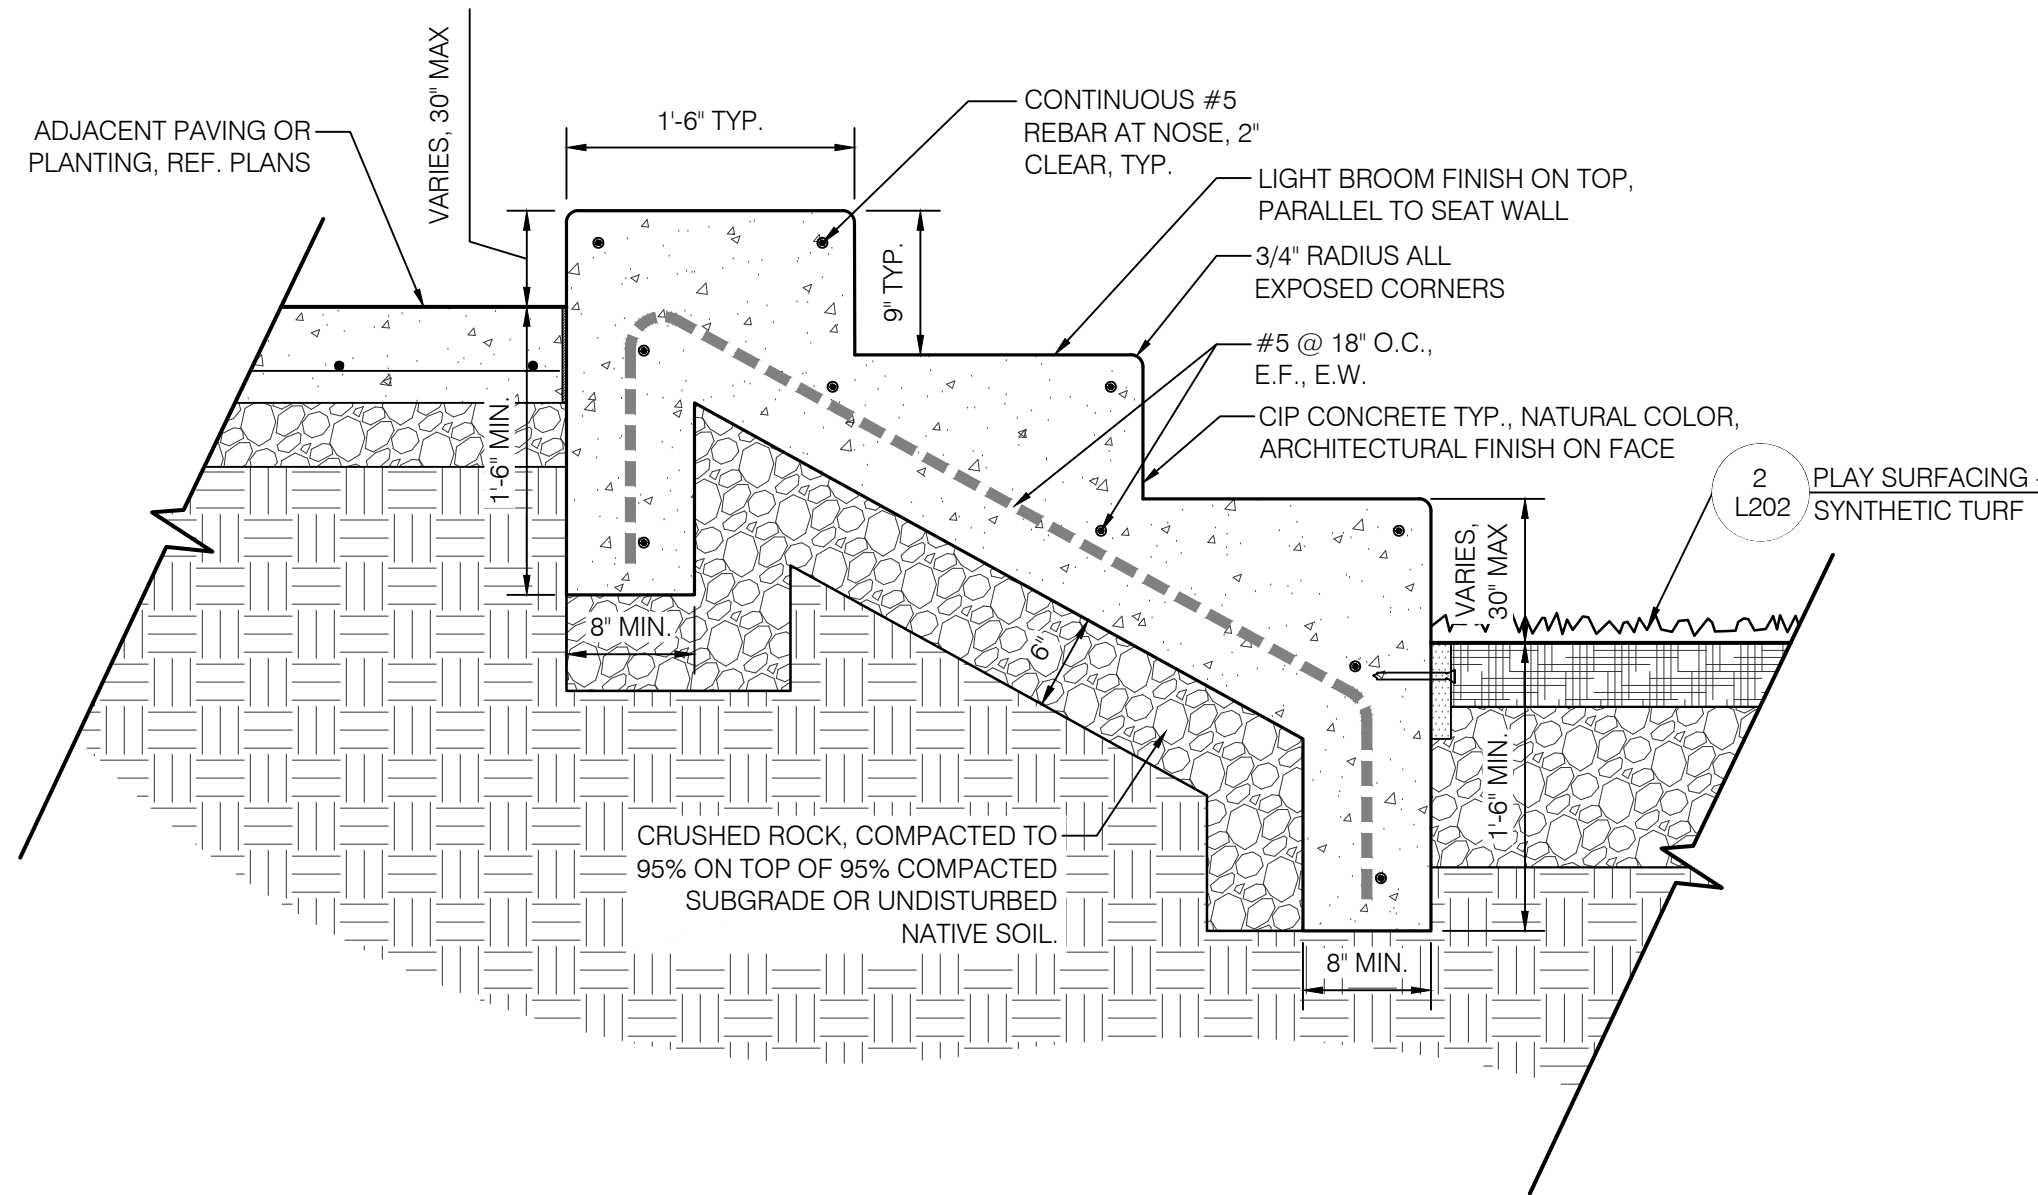 ADJACENT PAVING OR
PLANTING, REF. PLANS
VARIES, 30" MAX
1'-6" TYP.
CONTINUOUS #5
REBAR AT NOSE, 2"
CLEAR, TYP.
LIGHT BROOM FINISH ON TOP,
PARALLEL TO SEAT WALL
9" TYP.
3/4" RADIUS ALL
EXPOSED CORNERS
#5 @ 18" O.C.,
E.F., E.W.
CIP CONCRETE TYP., NATURAL COLOR,
ARCHITECTURAL FINISH ON FACE
2
L202
PLAY SURFACING -
SYNTHETIC TURF
1'-6" MIN.
VARIES,
30" MAX
8" MIN.
6"
1'-6" MIN.
CRUSHED ROCK, COMPACTED TO
95% ON TOP OF 95% COMPACTED
SUBGRADE OR UNDISTURBED
NATIVE SOIL.
8" MIN.